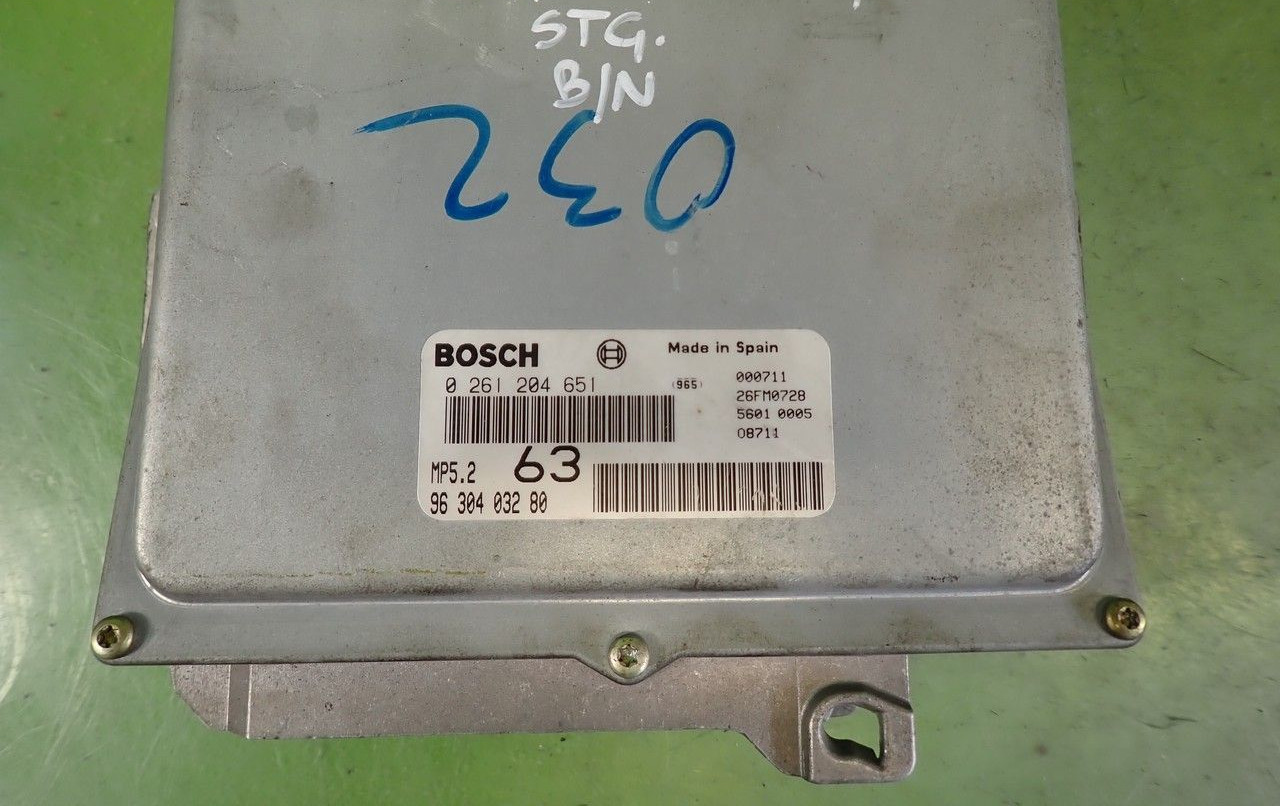 STG.
B/N
032
BOSCH
Made in Spain
0 261 204 651
(965)
000711
26FM0728
5601 0005
08711
MP5.2
63
96 304 032 80